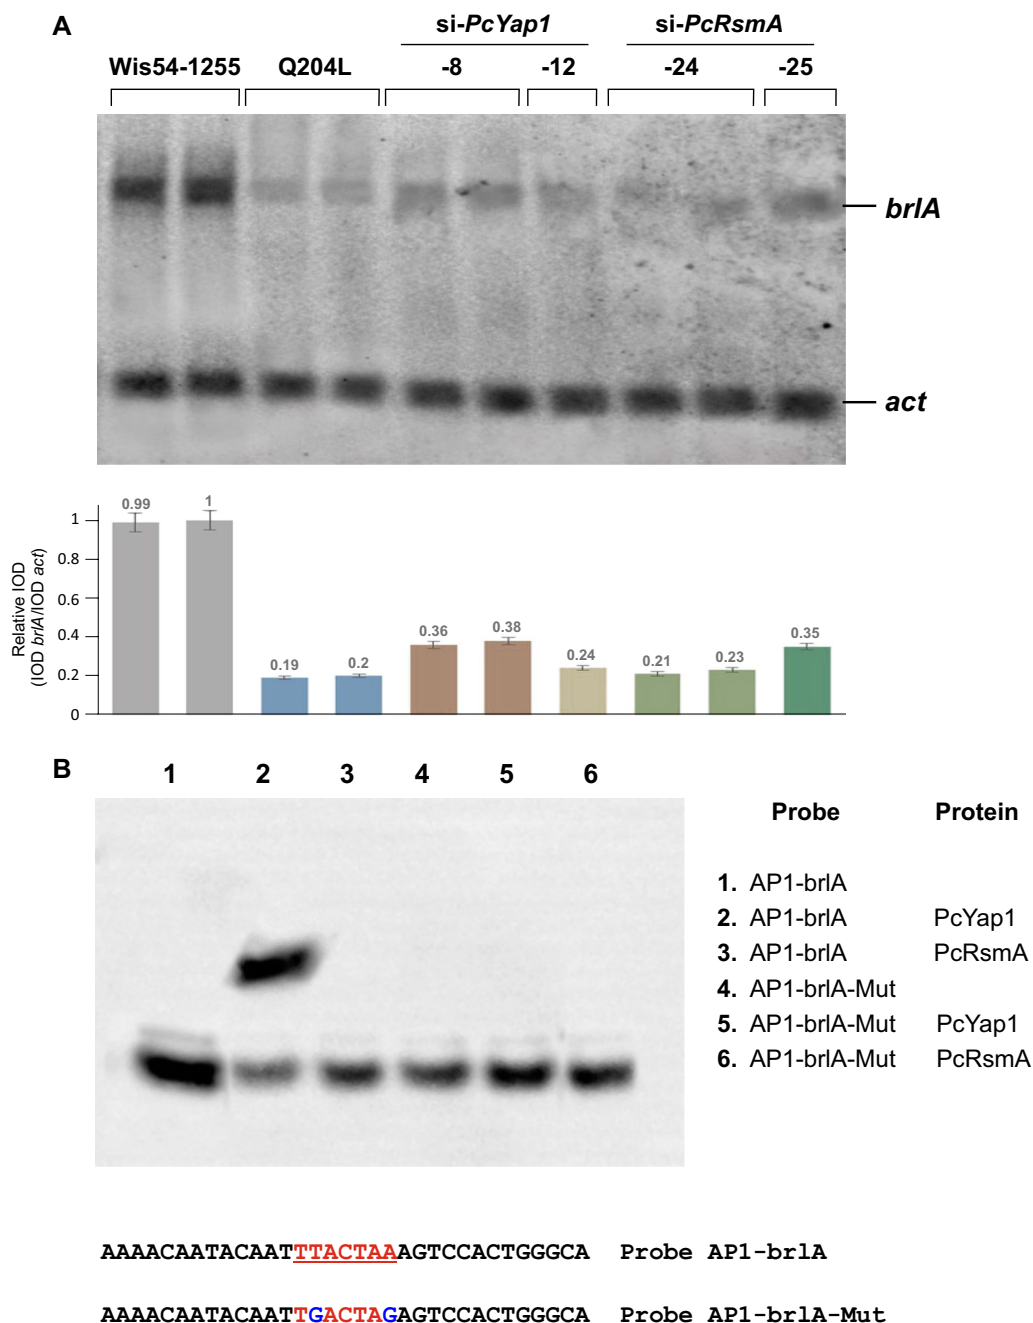 A
si-PcYap1 si-PcRsmA
Wis54-1255 Q204L -8 -12 -24 -25
brlA
act
Relative IOD
(IOD brlA/IOD act)
1
0.8
0.6
0.4
0.2
0
0.99 1 0.19 0.2 0.36 0.38 0.24 0.21 0.23 0.35
B
1 2 3 4 5 6
Probe Protein
1. AP1-brlA
2. AP1-brlA PcYap1
3. AP1-brlA PcRsmA
4. AP1-brlA-Mut
5. AP1-brlA-Mut PcYap1
6. AP1-brlA-Mut PcRsmA
AAAACAATACAATTTACTAAAGTCCACTGGGCA Probe AP1-brlA
AAAACAATACAATTGACTAGAGTCCACTGGGCA Probe AP1-brlA-Mut